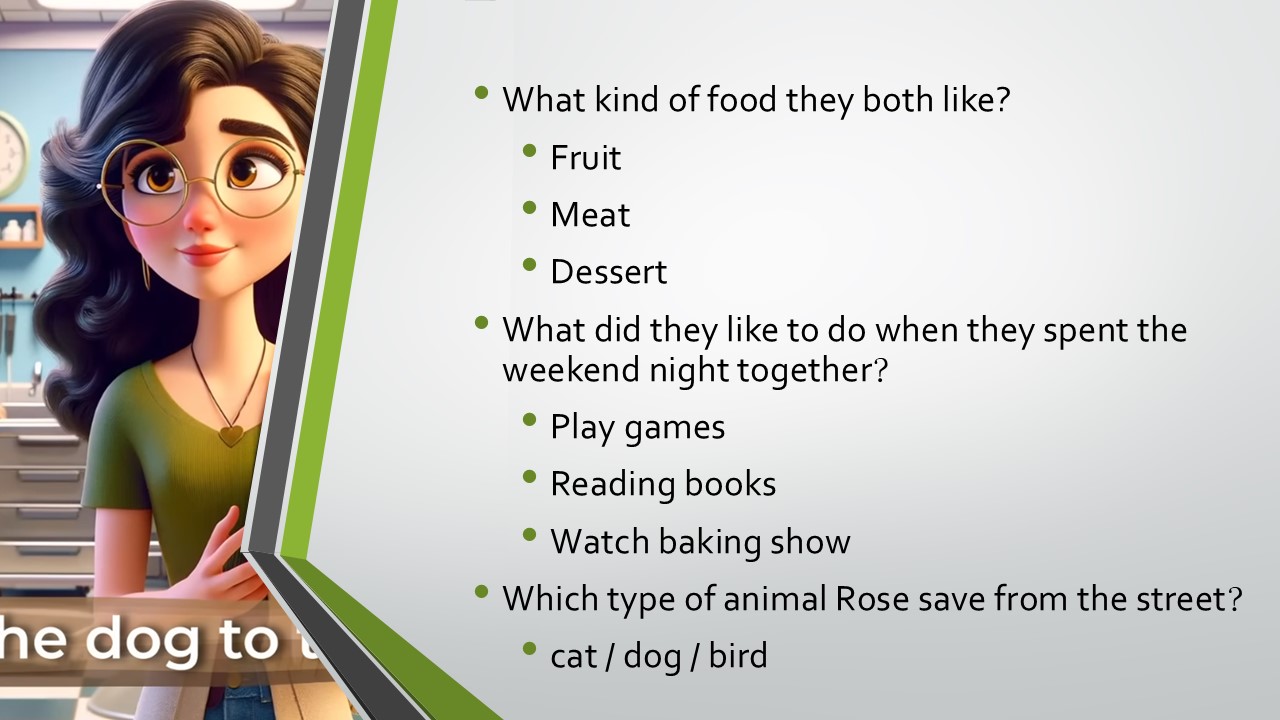 What kind of food they both like?
Fruit
Meat
Dessert
What did they like to do when they spent the
weekend night together?
Play games
Reading books
Watch baking show
Which type of animal Rose save from the street?
cat / dog / bird
he dog to t